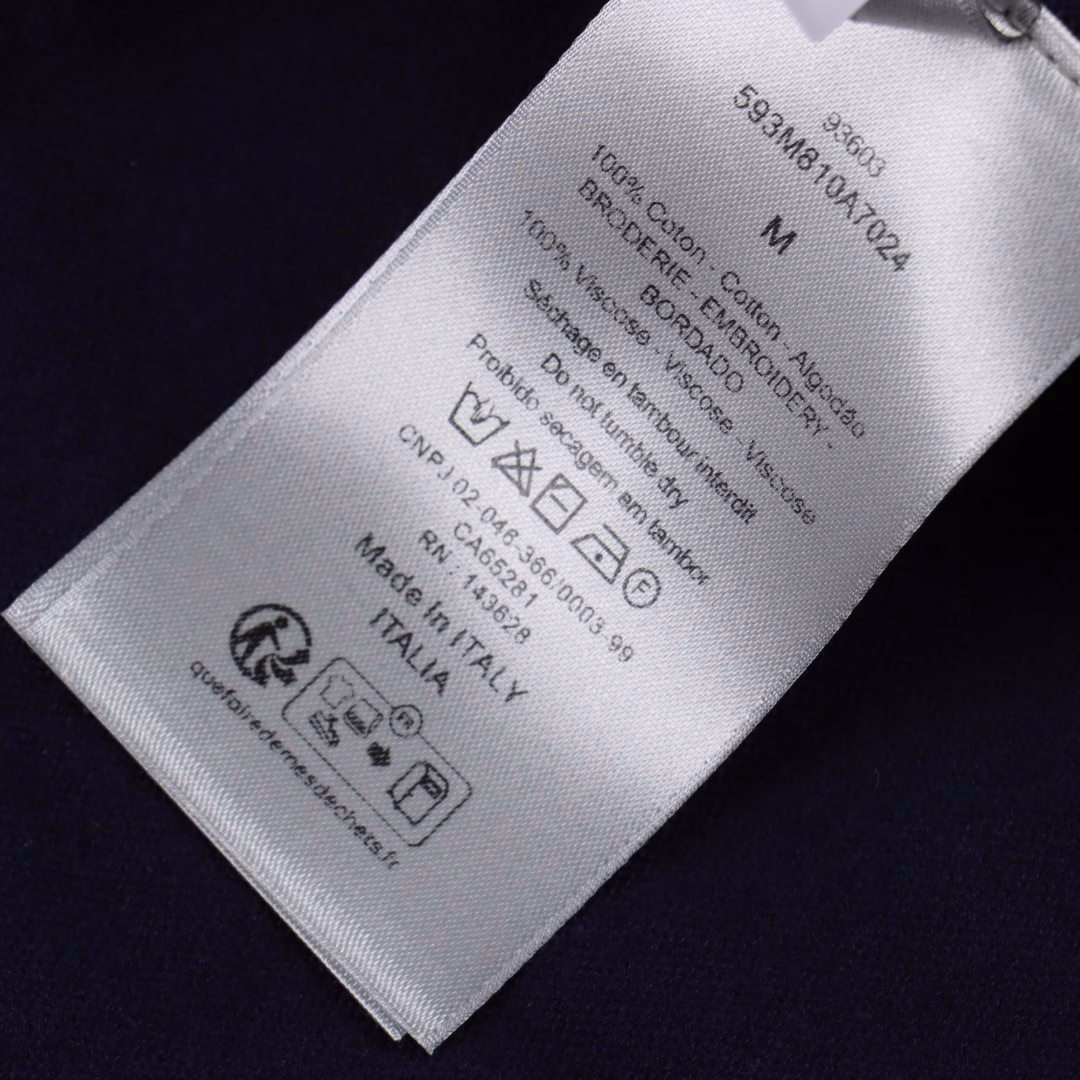 93603
593M810A7024
M
100% Coton - Cotton - Algodão
BRODERIE - EMBROIDERY -
BORDADO
100% Viscose - Viscose - Viscose
Séchage en tambour interdit
Do not tumble dry
Proibido secagem em tambor
F
CNPJ 02-046-366/0003-99
CA65281
RN - 143628
Made In ITALY
ITALIA
FR
quefairedemesdechets.fr